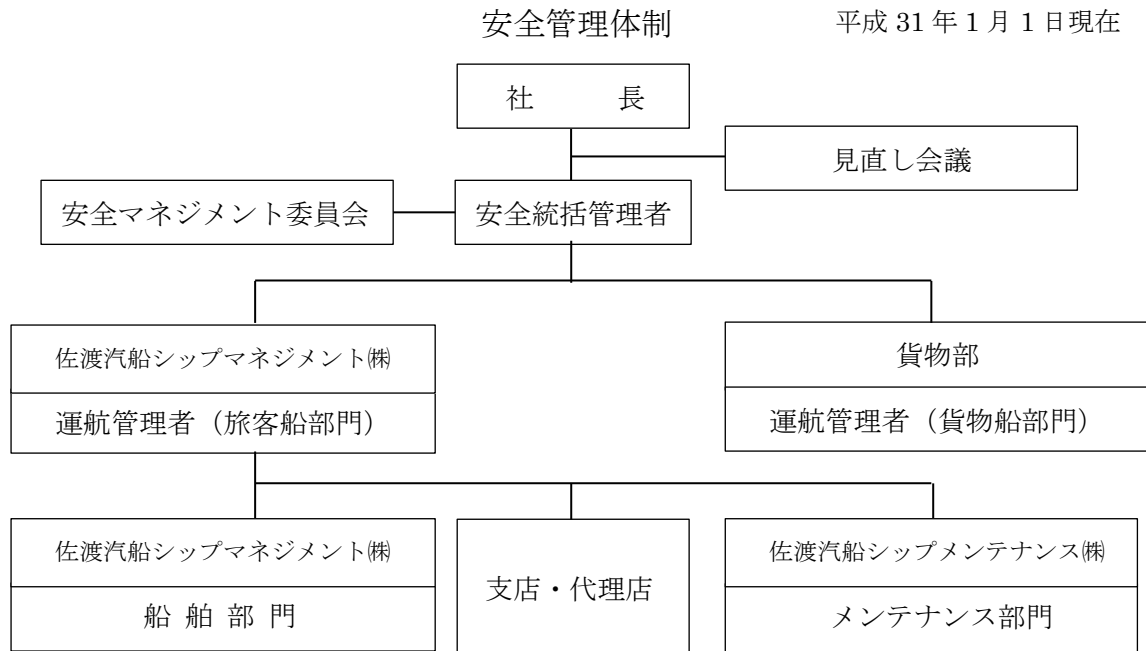 安全管理体制
平成 31 年 1 月 1 日現在
社　　長
見直し会議
安全マネジメント委員会
安全統括管理者
佐渡汽船シップマネジメント㈱
貨物部
運航管理者（旅客船部門）
運航管理者（貨物船部門）
佐渡汽船シップマネジメント㈱
船 舶 部 門
支店・代理店
佐渡汽船シップメンテナンス㈱
メンテナンス部門